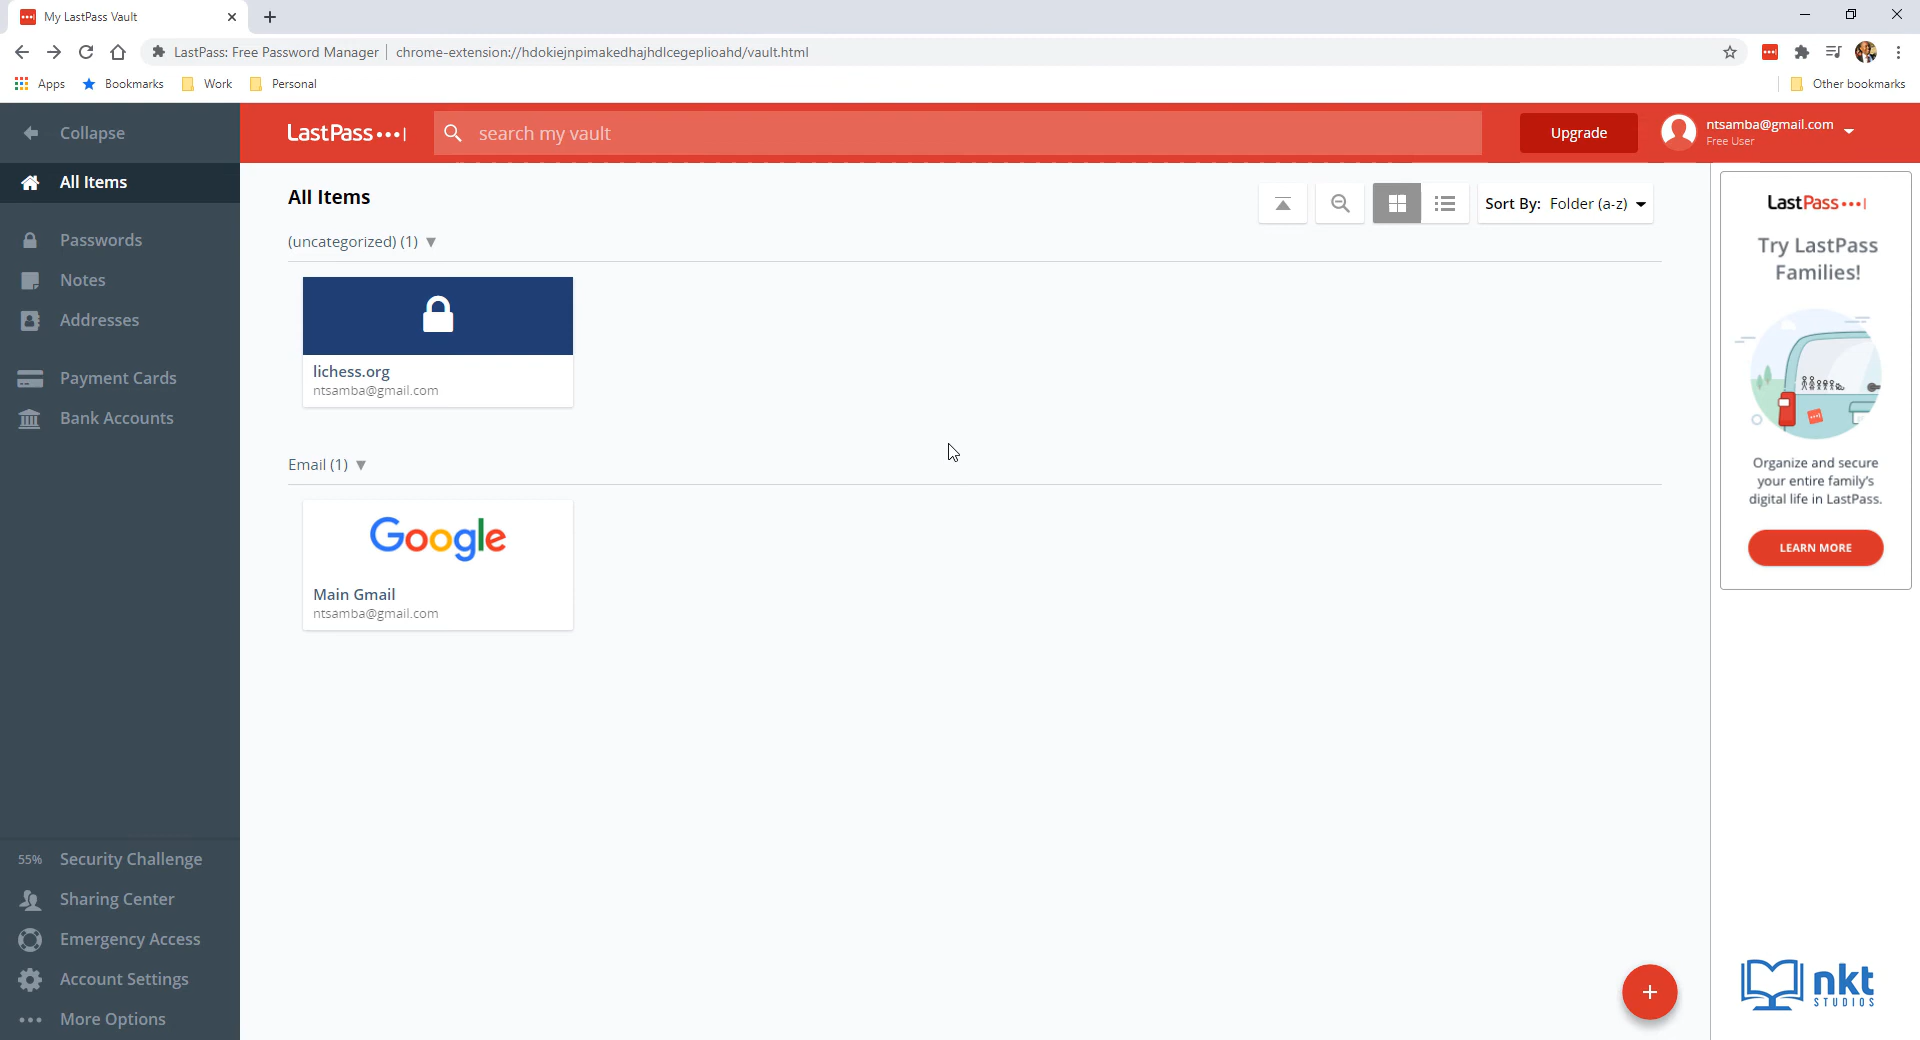 My LastPass Vault
LastPass: Free Password Manager
chrome-extension://hdokiejnpimakedhajhdlcegeplioahd/vault.html
Apps
Bookmarks
Work
Personal
Other bookmarks
Collapse
LastPass
search my vault
Upgrade
ntsamba@gmail.com
Free User
All Items
Passwords
Notes
Addresses
Payment Cards
Bank Accounts
Security Challenge
55%
Sharing Center
Emergency Access
Account Settings
More Options
All Items
Sort By: Folder (a-z)
(uncategorized) (1)
lichess.org
ntsamba@gmail.com
Email (1)
Google
Main Gmail
ntsamba@gmail.com
+
LastPass
Try LastPass
Families!
Organize and secure
your entire family's
digital life in LastPass.
LEARN MORE
nkt
STUDIOS